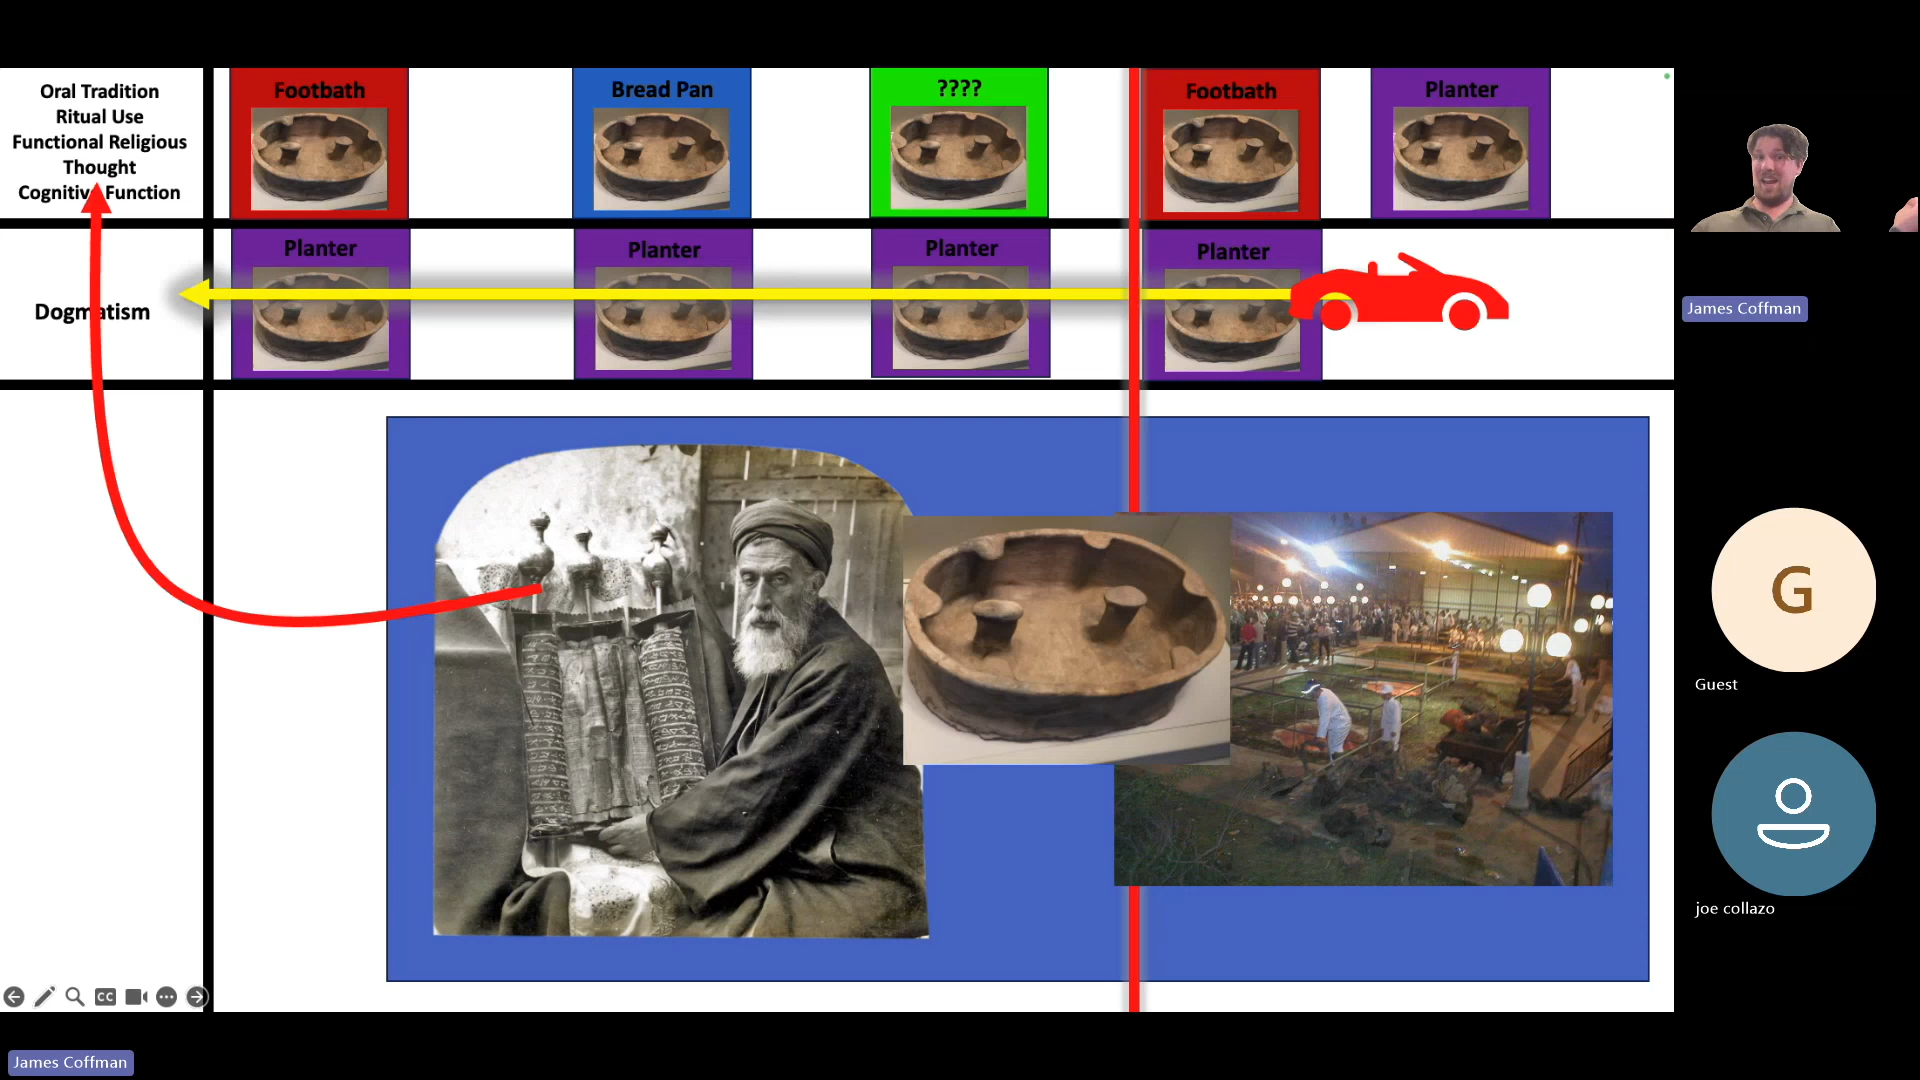 Oral Tradition
Ritual Use
Functional Religious
Thought
Cognitive Function
Footbath
Bread Pan
????
Footbath
Planter
Dogmatism
Planter
Planter
Planter
Planter
James Coffman
G
Guest
joe collazo
CC
James Coffman